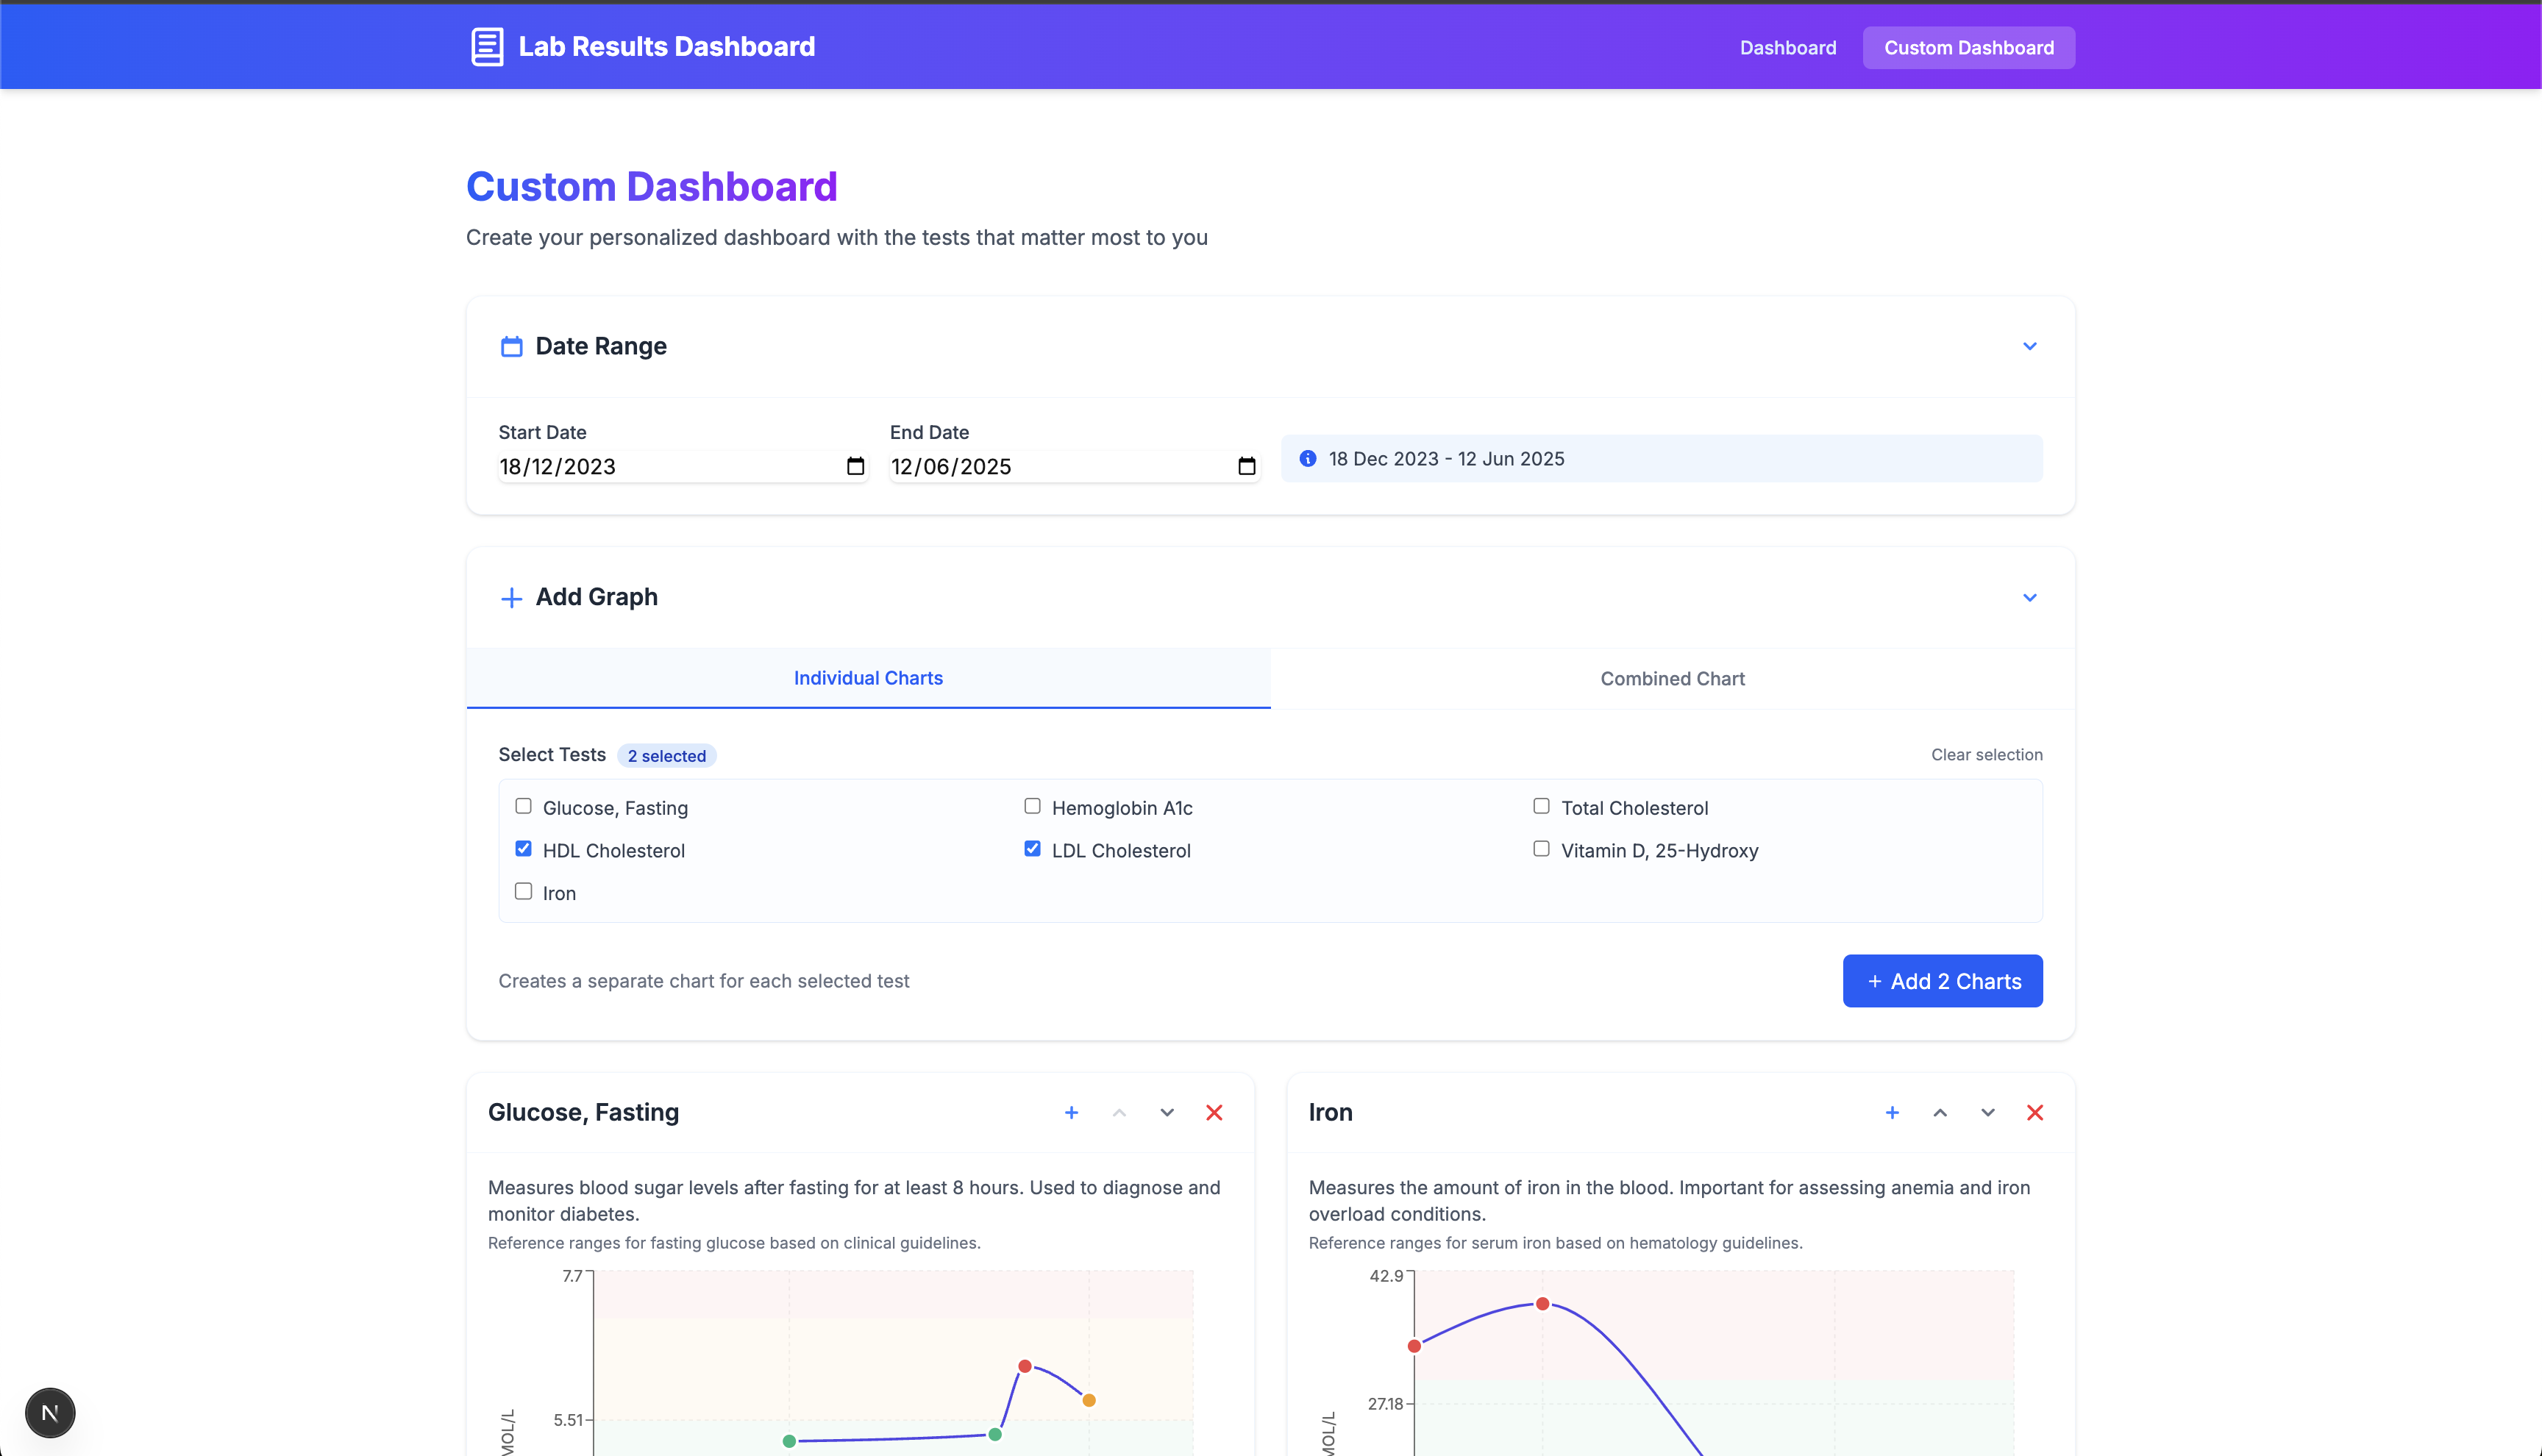 Lab Results Dashboard
Dashboard
Custom Dashboard
Custom Dashboard
Create your personalized dashboard with the tests that matter most to you
Date Range
Start Date
End Date
18/12/2023
12/06/2025
18 Dec 2023 - 12 Jun 2025
Add Graph
Individual Charts
Combined Chart
Select Tests
2 selected
Clear selection
Glucose, Fasting
Hemoglobin A1c
Total Cholesterol
HDL Cholesterol
LDL Cholesterol
Vitamin D, 25-Hydroxy
Iron
Creates a separate chart for each selected test
+ Add 2 Charts
Glucose, Fasting
Measures blood sugar levels after fasting for at least 8 hours. Used to diagnose and
monitor diabetes.
Reference ranges for fasting glucose based on clinical guidelines.
7.7
5.51
MOL/L
Iron
Measures the amount of iron in the blood. Important for assessing anemia and iron
overload conditions.
Reference ranges for serum iron based on hematology guidelines.
42.9
27.18
MOL/L
N